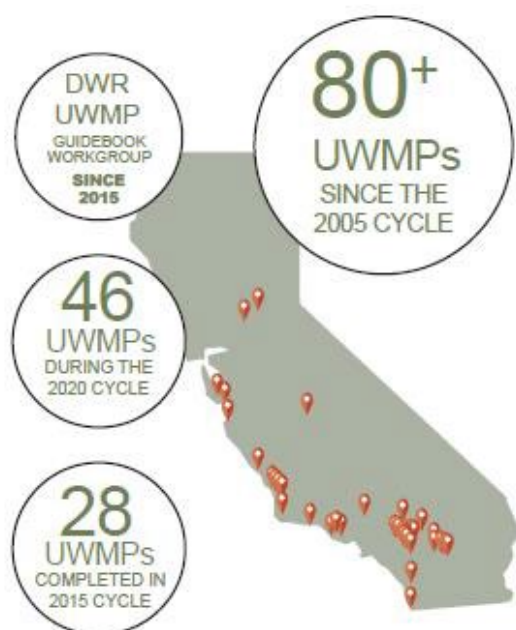 DWR
UWMP
GUIDEBOOK
WORKGROUP
SINCE
2015
80+
UWMPs
SINCE THE
2005 CYCLE
46
UWMPs
DURING THE
2020 CYCLE
28
UWMPs
COMPLETED IN
2015 CYCLE